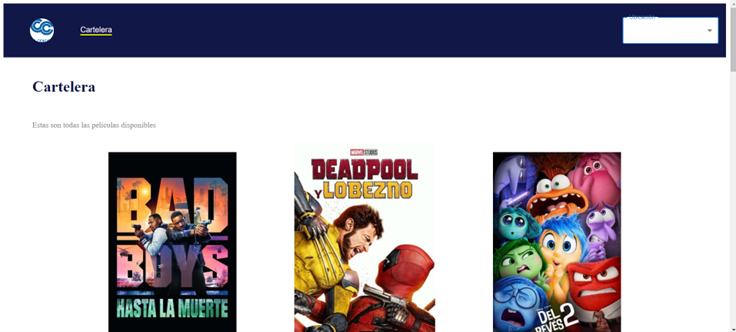 Ubicación
Cartelera
Cartelera
Estas son todas las películas disponibles
BAD
BOYS
HASTA LA MUERTE
MARVEL STUDIOS
DEADPOOL
Y LOBEZNO
DEL
REVÉS 2